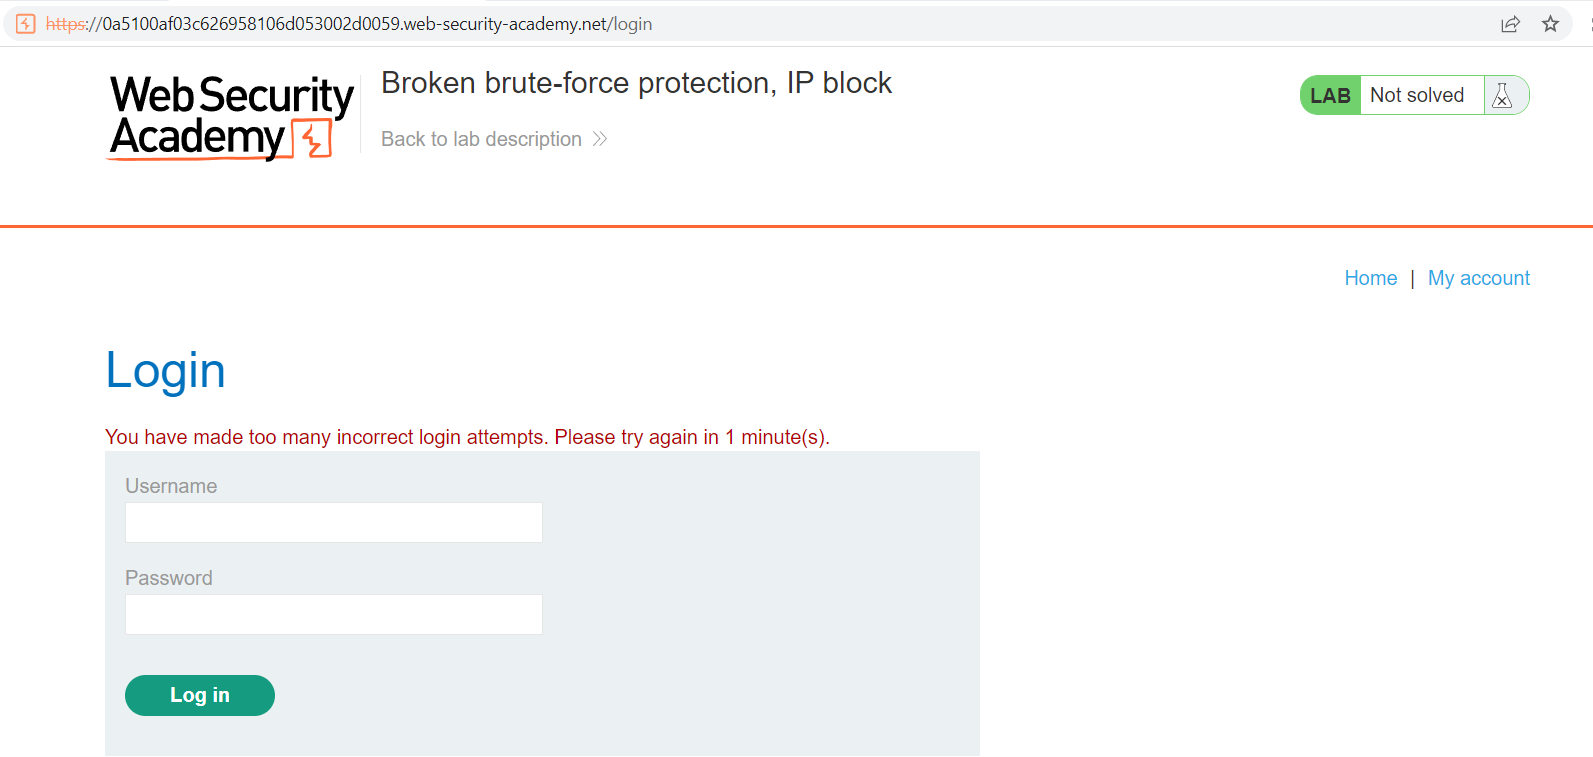 https://0a5100af03c626958106d053002d0059.web-security-academy.net/login
Web Security
Academy
Broken brute-force protection, IP block
Back to lab description
LAB Not solved
Home | My account
Login
You have made too many incorrect login attempts. Please try again in 1 minute(s).
Username
Password
Log in